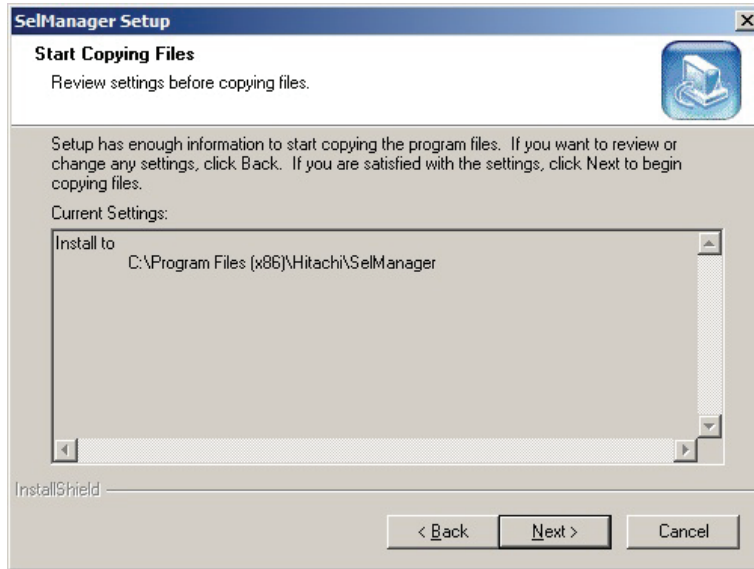 SelManager Setup
Start Copying Files
Review settings before copying files.
Setup has enough information to start copying the program files.  If you want to review or
change any settings, click Back.  If you are satisfied with the settings, click Next to begin
copying files.
Current Settings:
Install to
C:\Program Files (x86)\Hitachi\SelManager
InstallShield
< Back
Next >
Cancel